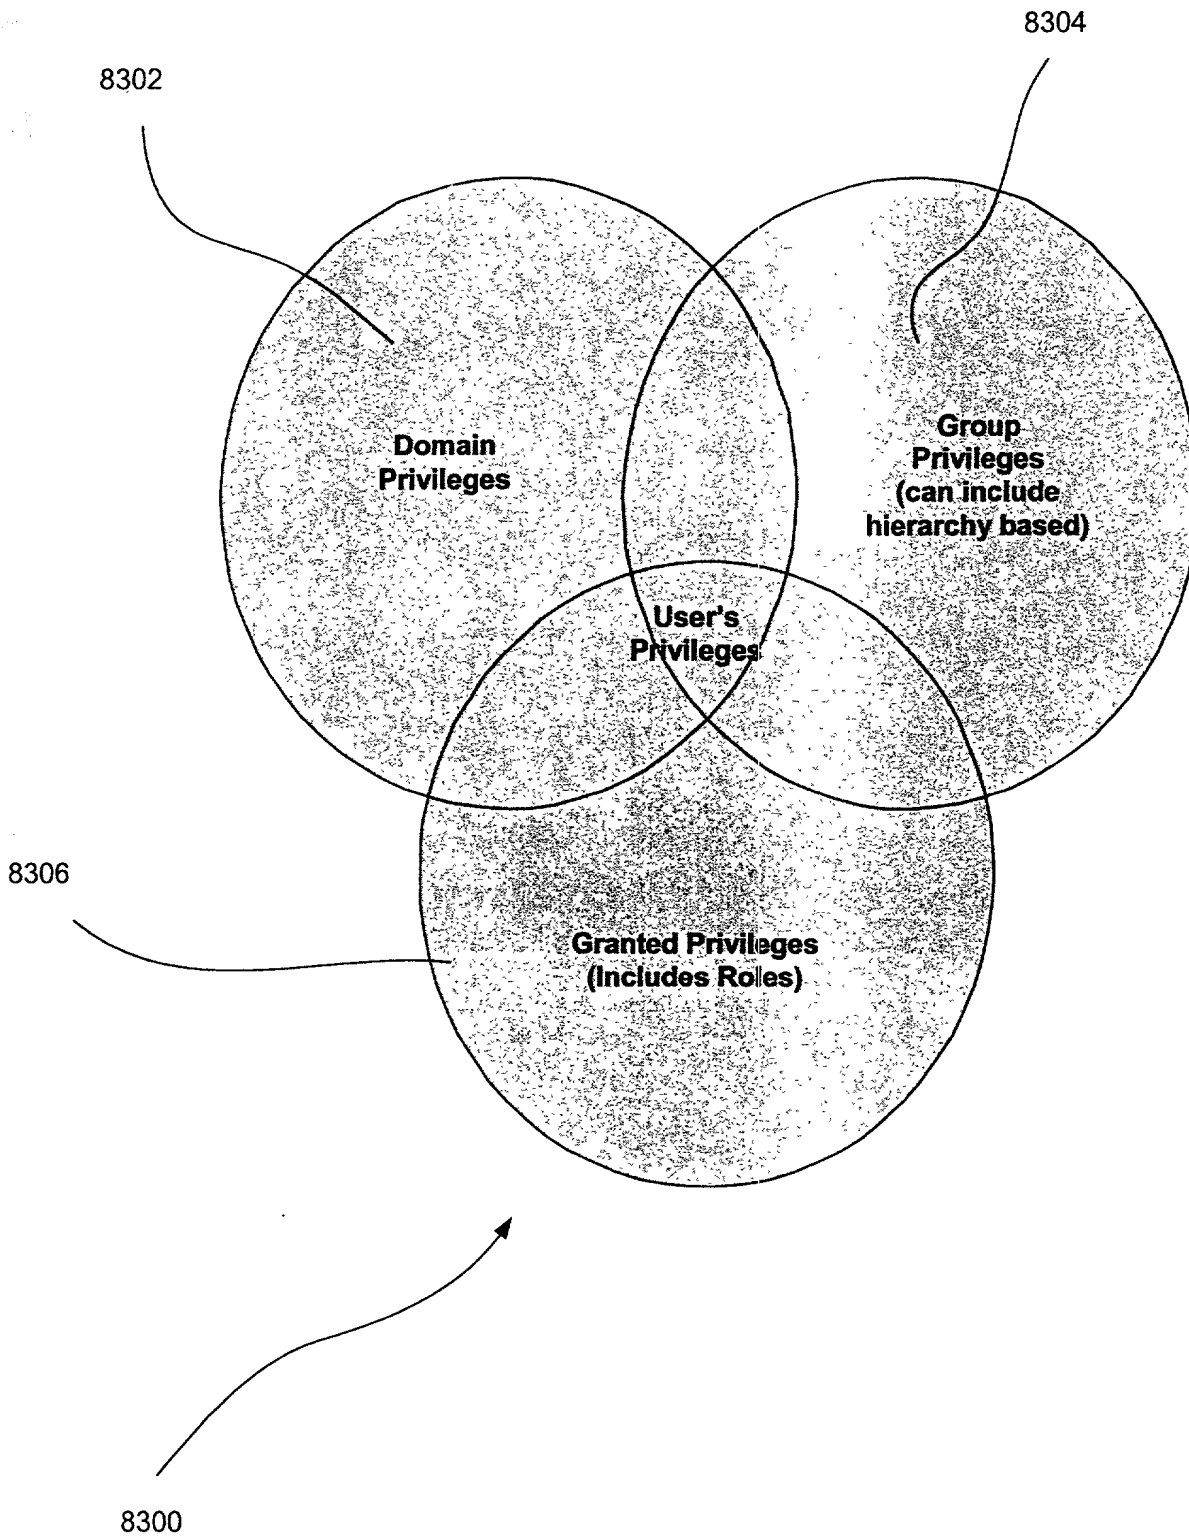 8304
8302
Domain
Privileges
Group
Privileges
(can include
hierarchy based)
User's
Privileges
8306
Granted Privileges
(Includes Roles)
8300